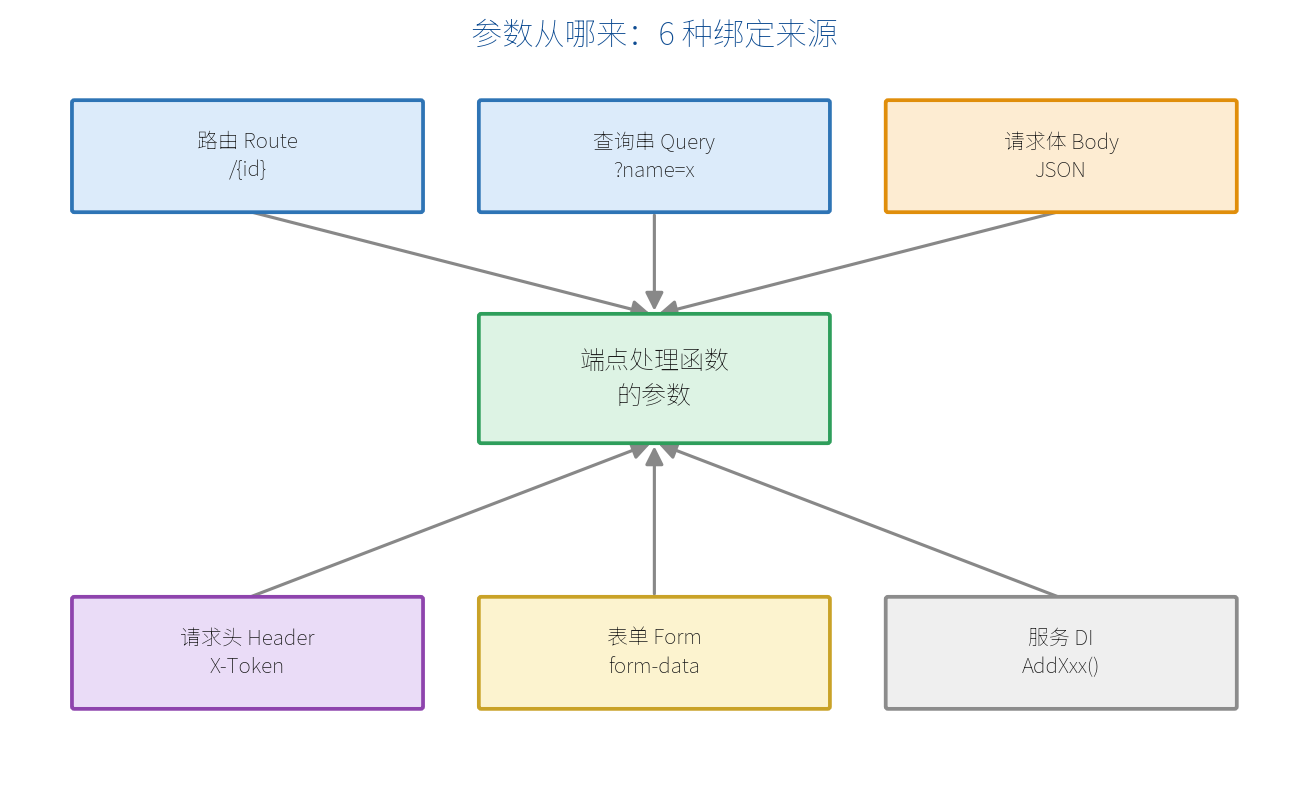 参数从哪来：6 种绑定来源
路由 Route
/{id}
查询串 Query
?name=x
请求体 Body
JSON
端点处理函数
的参数
请求头 Header
X-Token
表单 Form
form-data
服务 DI
AddXxx()